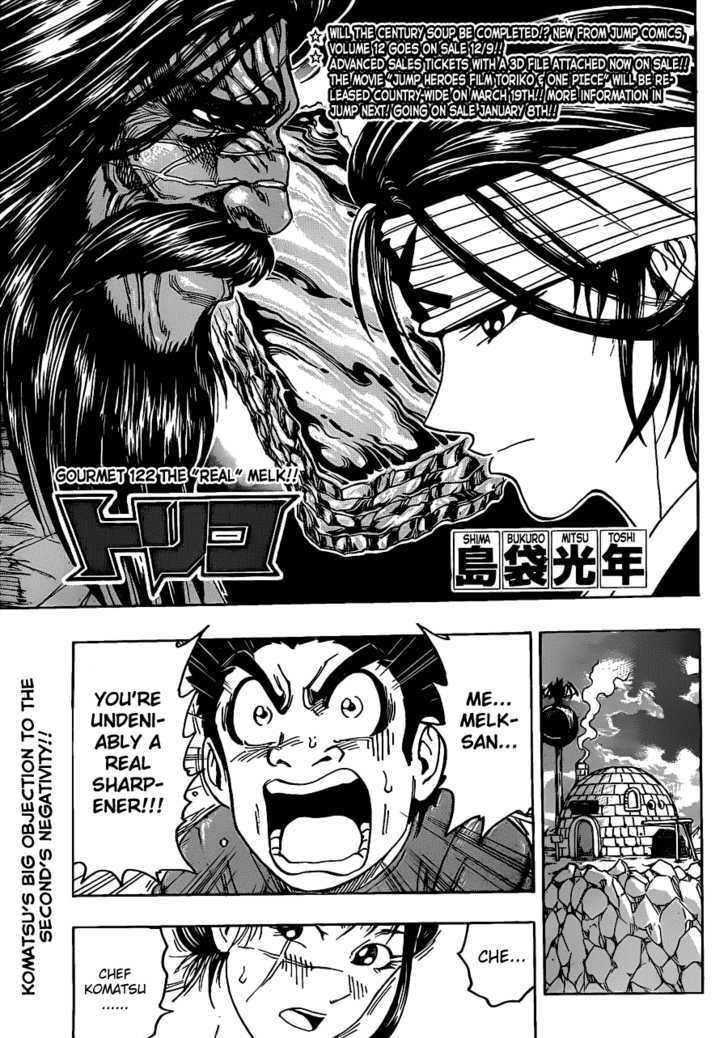 ☆ WILL THE CENTURY SOUP BE COMPLETED!? NEW FROM JUMP COMICS,
VOLUME 12 GOES ON SALE 12/9!!
☆ ADVANCED SALES TICKETS WITH A 3D FILE ATTACHED NOW ON SALE!!
THE MOVIE "JUMP HEROES FILM TORIKO & ONE PIECE" WILL BE RE-
LEASED COUNTRY-WIDE ON MARCH 19TH!! MORE INFORMATION IN
JUMP NEXT! GOING ON SALE JANUARY 8TH!!
GOURMET 122 THE "REAL" MELK!!
トリコ
SHIMA BUKURO MITSU TOSHI
島袋光年
ME...
MELK-
SAN...
YOU'RE
UNDENI-
ABLY A
REAL
SHARP-
ENER!!!
KOMATSU'S BIG OBJECTION TO THE
SECOND'S NEGATIVITY!!
CHE...
CHEF
KOMATSU
......